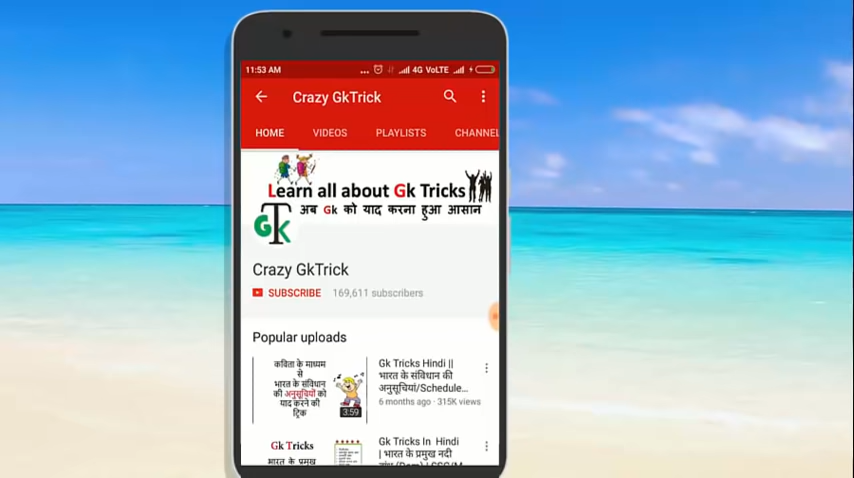 11:53 AM ... 4G VoLTE
Crazy GkTrick
HOME VIDEOS PLAYLISTS CHANNEL
Learn all about Gk Tricks
अब Gk को याद करना हुआ आसान
GTK
Crazy GkTrick
SUBSCRIBE 169,611 subscribers
Popular uploads
कविता के माध्यम
से
भारत के संविधान
की अनुसूचियों को
याद करने की
ट्रिक
3:59
Gk Tricks Hindi ||
भारत के संविधान की
अनुसूचियां/Schedule...
6 months ago · 315K views
Gk Tricks
भारत के प्रमुख
Gk Tricks In Hindi
| भारत के प्रमुख नदी